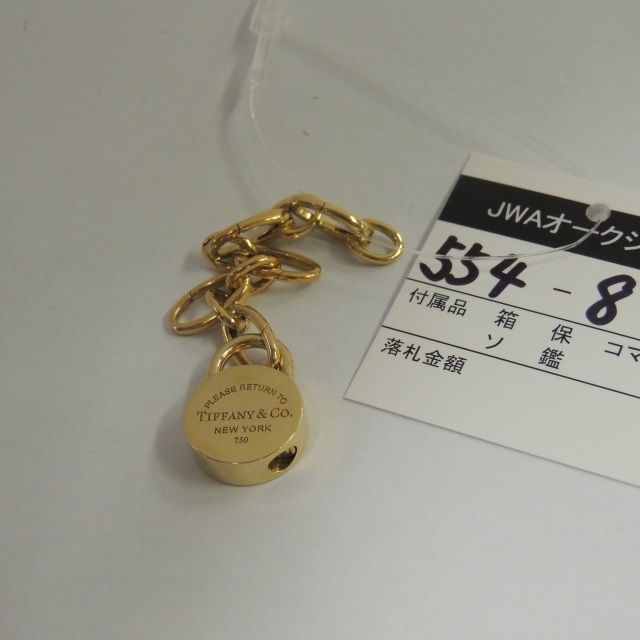 PLEASE RETURN TO
TIFFANY & CO.
NEW YORK
750
JWAオークシ
554-8
付属品 箱 保 コマ
ソ 鑑
落札金額